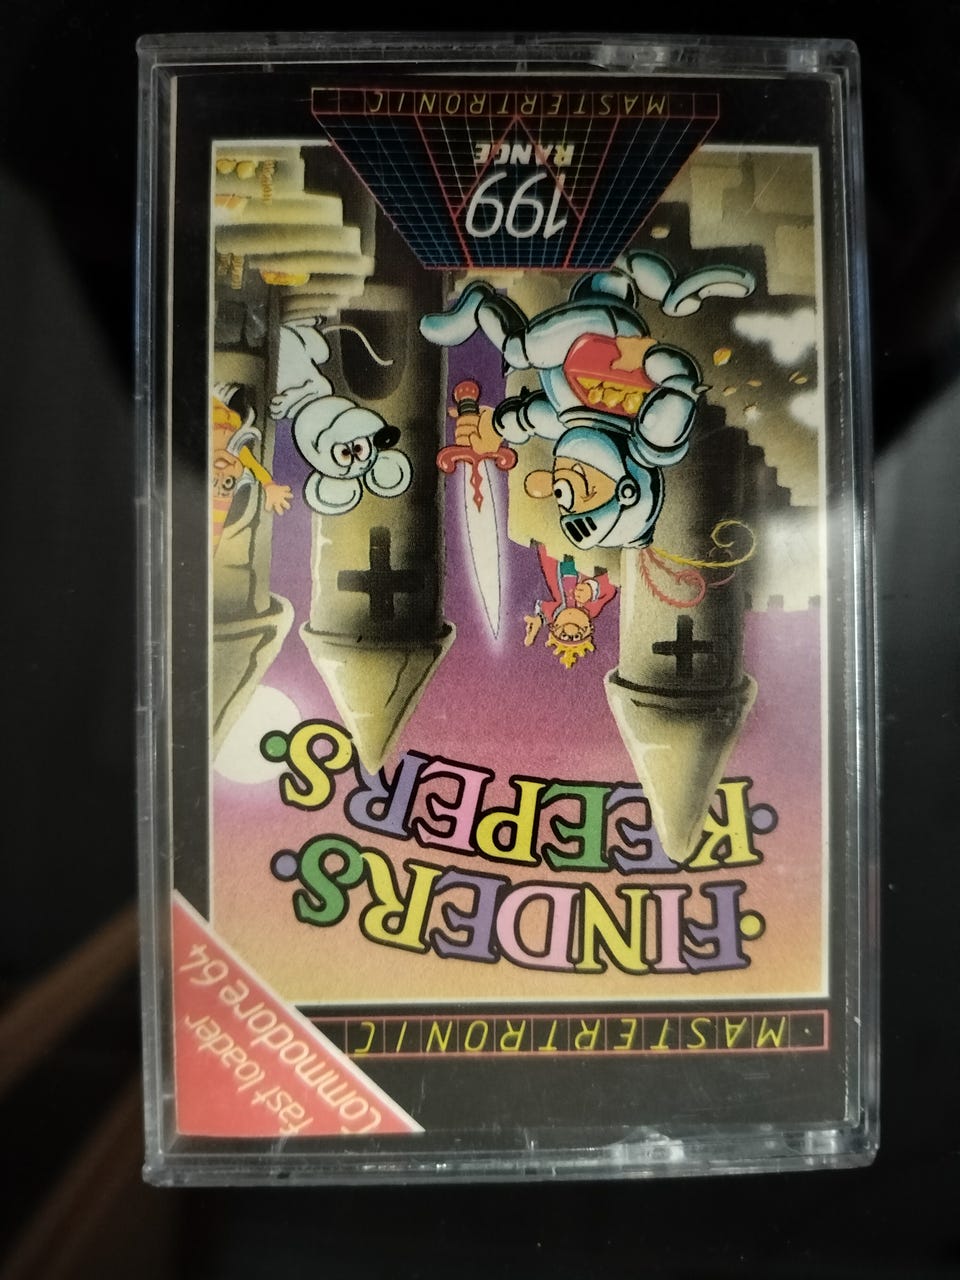 · MASTERTRONIC ·
fast loader
Commodore 64
·FINDERS·
·KEEPERS·
199
RANGE
· MASTERTRONIC ·